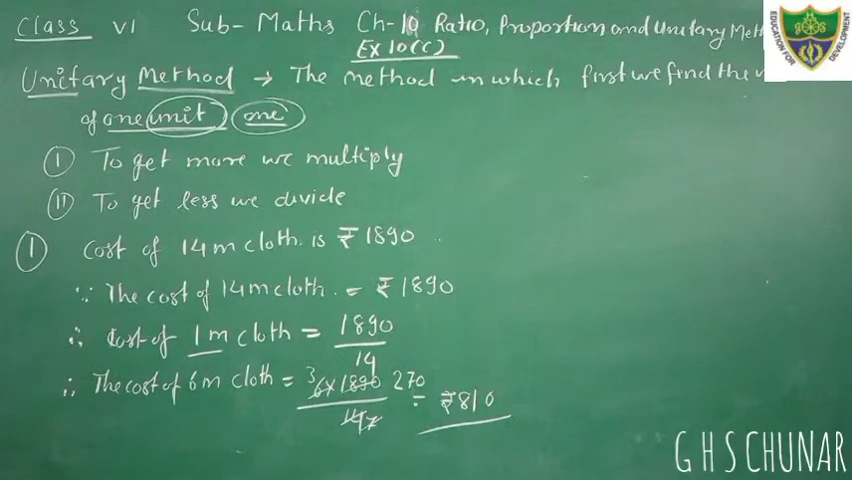 Class VI Sub- Maths Ch-10 Ratio, Proportion and Unitary Meth
Ex 10(C)
EDUCATION FOR DEVELOPMENT
Unitary Method → The method in which first we find the v
of one unit one
I To get more we multiply
II To get less we divide
1 Cost of 14m cloth is ₹1890
∵ The cost of 14m cloth = ₹1890
∴ Cost of 1m cloth = 1890
14
∴ The cost of 6m cloth = 3 6x1890 270 = ₹810
14 7
G H S CHUNAR